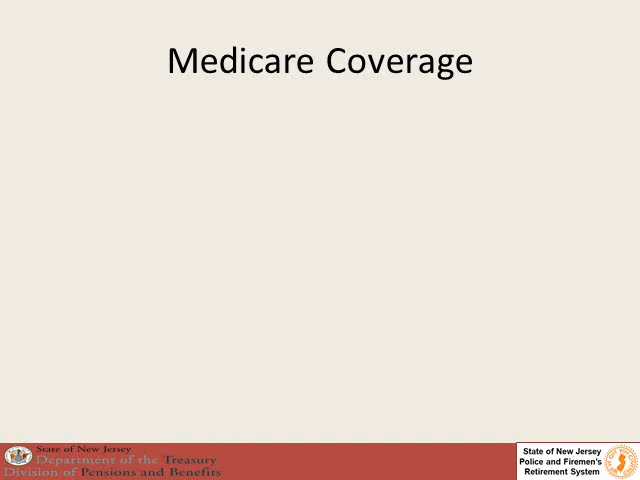 Medicare Coverage
State of New Jersey
Department of the Treasury
Division of Pensions and Benefits
State of New Jersey
Police and Firemen's
Retirement System